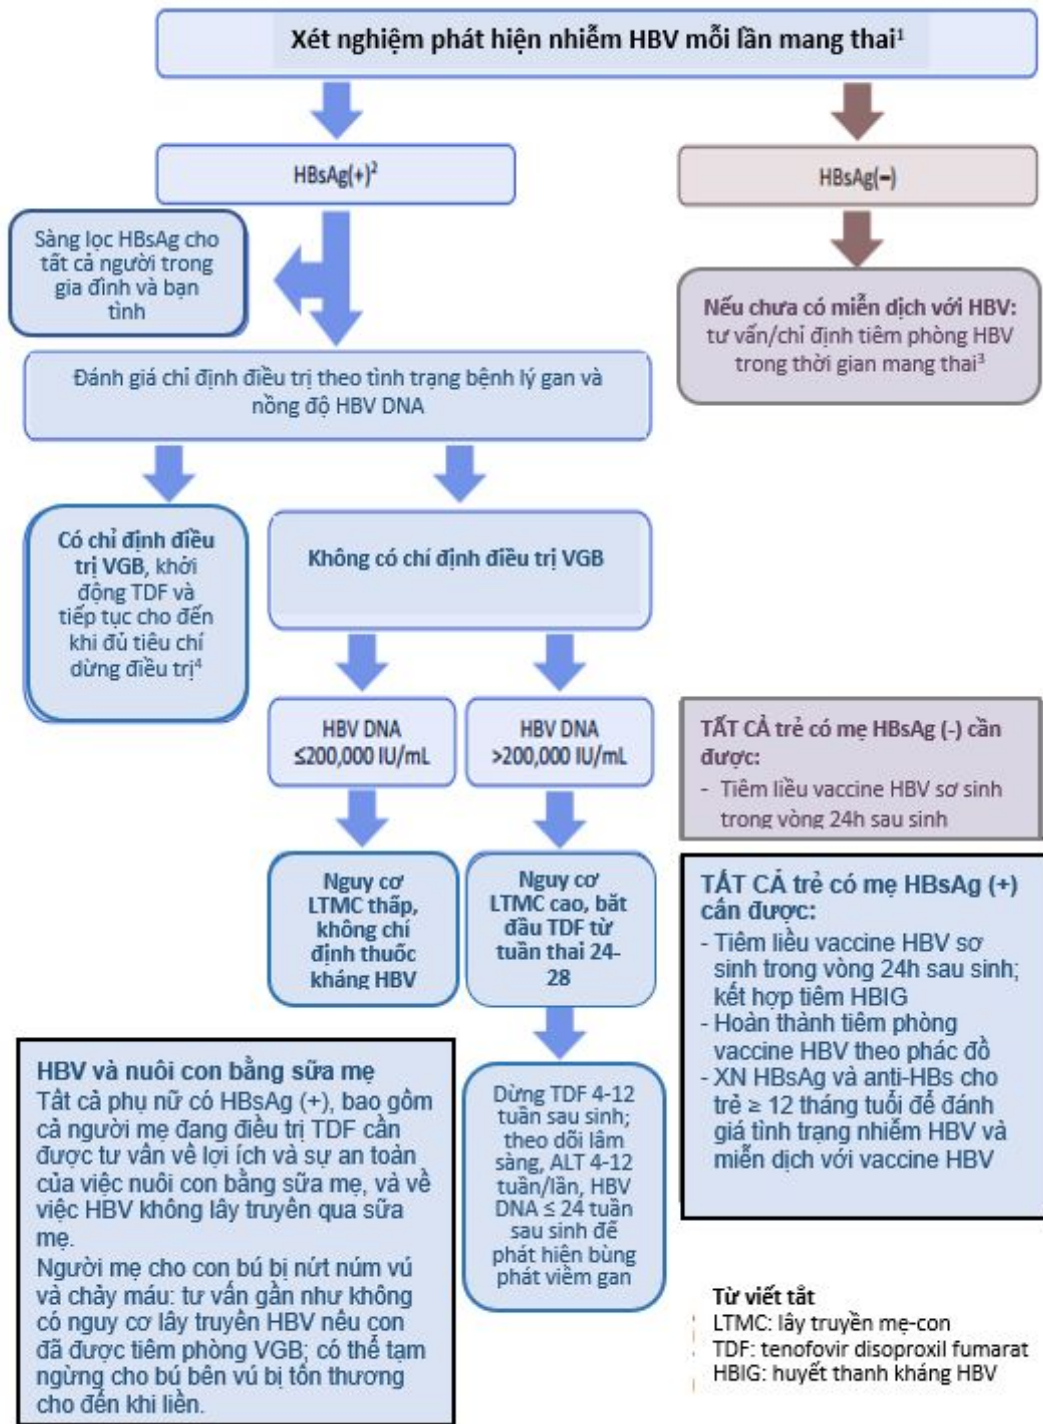 Xét nghiệm phát hiện nhiễm HBV mỗi lần mang thai¹
HBsAg(+)²
HBsAg(−)
Sàng lọc HBsAg cho
tất cả người trong
gia đình và bạn
tình
Nếu chưa có miễn dịch với HBV:
tư vấn/chỉ định tiêm phòng HBV
trong thời gian mang thai³
Đánh giá chỉ định điều trị theo tình trạng bệnh lý gan và
nồng độ HBV DNA
Có chỉ định điều
trị VGB, khởi
động TDF và
tiếp tục cho đến
khi đủ tiêu chí
dừng điều trị⁴
Không có chỉ định điều trị VGB
HBV DNA
≤200,000 IU/mL
HBV DNA
>200,000 IU/mL
Nguy cơ
LTMC thấp,
không chỉ
định thuốc
kháng HBV
Nguy cơ
LTMC cao, bắt
đầu TDF từ
tuần thai 24-
28
Dừng TDF 4-12
tuần sau sinh;
theo dõi lâm
sàng, ALT 4-12
tuần/lần, HBV
DNA ≤ 24 tuần
sau sinh để
phát hiện bùng
phát viêm gan
TẤT CẢ trẻ có mẹ HBsAg (-) cần
được:
- Tiêm liều vaccine HBV sơ sinh
trong vòng 24h sau sinh
TẤT CẢ trẻ có mẹ HBsAg (+)
cần được:
- Tiêm liều vaccine HBV sơ
sinh trong vòng 24h sau sinh;
kết hợp tiêm HBIG
- Hoàn thành tiêm phòng
vaccine HBV theo phác đồ
- XN HBsAg và anti-HBs cho
trẻ ≥ 12 tháng tuổi để đánh
giá tình trạng nhiễm HBV và
miễn dịch với vaccine HBV
HBV và nuôi con bằng sữa mẹ
Tất cả phụ nữ có HBsAg (+), bao gồm
cả người mẹ đang điều trị TDF cần
được tư vấn về lợi ích và sự an toàn
của việc nuôi con bằng sữa mẹ, và về
việc HBV không lây truyền qua sữa
mẹ.
Người mẹ cho con bú bị nứt núm vú
và chảy máu: tư vấn gần như không
có nguy cơ lây truyền HBV nếu con
đã được tiêm phòng VGB; có thể tạm
ngừng cho bú bên vú bị tổn thương
cho đến khi liền.
Từ viết tắt
LTMC: lây truyền mẹ-con
TDF: tenofovir disoproxil fumarat
HBIG: huyết thanh kháng HBV